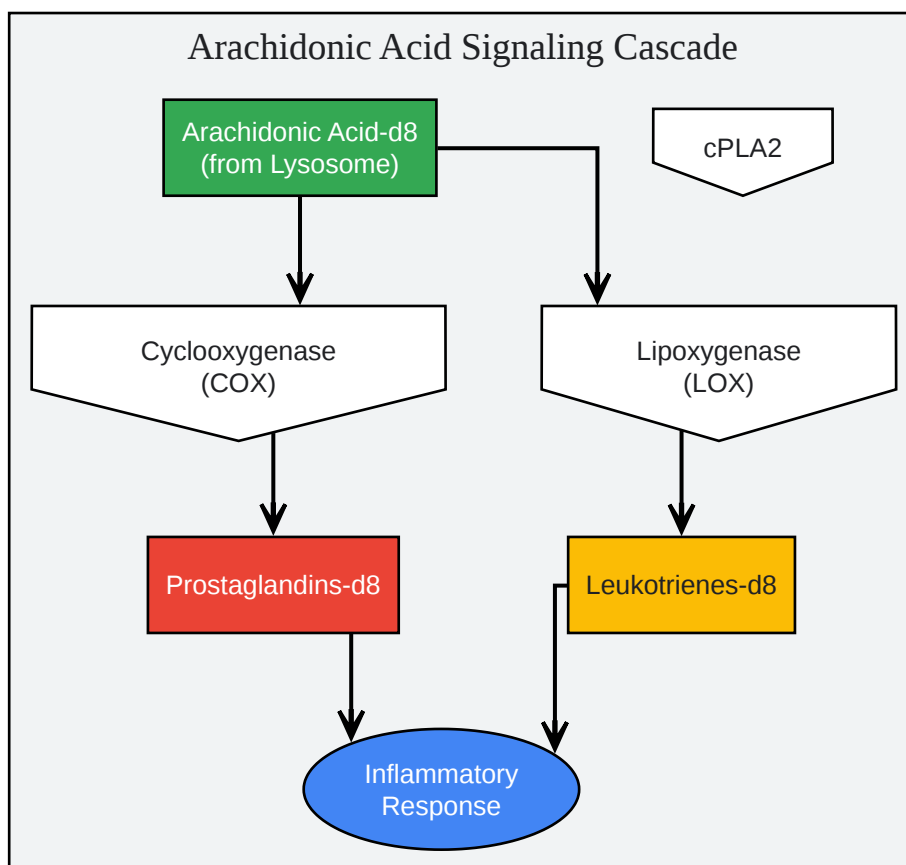 Arachidonic Acid Signaling Cascade
Arachidonic Acid-d8
(from Lysosome)
cPLA2
Cyclooxygenase
(COX)
Lipoxygenase
(LOX)
Prostaglandins-d8
Leukotrienes-d8
Inflammatory
Response